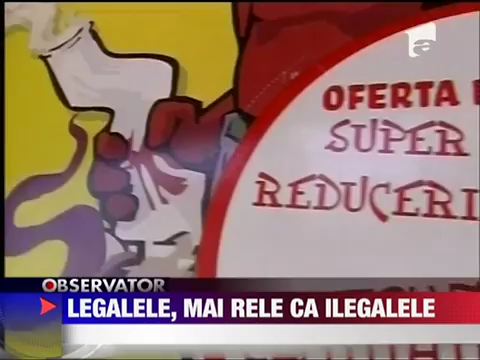 a
OFERTA
SUPER
REDUCERI
OBSERVATOR
LEGALELE, MAI RELE CA ILEGALELE